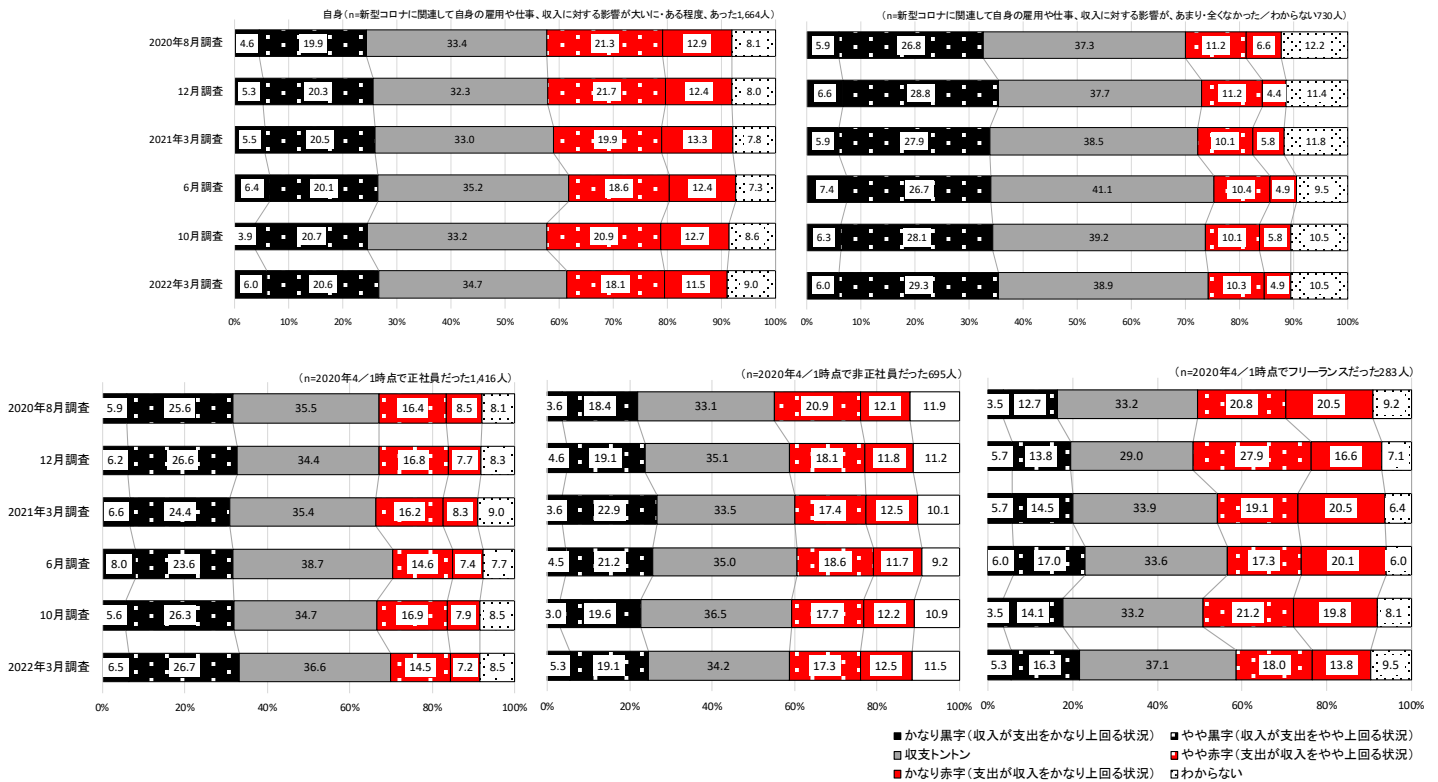 自身(n=新型コロナに関連して自身の雇用や仕事、収入に対する影響が大いに・ある程度、あった1,664人)
2020年8月調査 4.6 19.9 33.4 21.3 12.9 8.1
12月調査 5.3 20.3 32.3 21.7 12.4 8.0
2021年3月調査 5.5 20.5 33.0 19.9 13.3 7.8
6月調査 6.4 20.1 35.2 18.6 12.4 7.3
10月調査 3.9 20.7 33.2 20.9 12.7 8.6
2022年3月調査 6.0 20.6 34.7 18.1 11.5 9.0
0% 10% 20% 30% 40% 50% 60% 70% 80% 90% 100%
(n=新型コロナに関連して自身の雇用や仕事、収入に対する影響が、あまり・全くなかった/わからない730人)
5.9 26.8 37.3 11.2 6.6 12.2
6.6 28.8 37.7 11.2 4.4 11.4
5.9 27.9 38.5 10.1 5.8 11.8
7.4 26.7 41.1 10.4 4.9 9.5
6.3 28.1 39.2 10.1 5.8 10.5
6.0 29.3 38.9 10.3 4.9 10.5
0% 10% 20% 30% 40% 50% 60% 70% 80% 90% 100%
(n=2020年4/1時点で正社員だった1,416人)
2020年8月調査 5.9 25.6 35.5 16.4 8.5 8.1
12月調査 6.2 26.6 34.4 16.8 7.7 8.3
2021年3月調査 6.6 24.4 35.4 16.2 8.3 9.0
6月調査 8.0 23.6 38.7 14.6 7.4 7.7
10月調査 5.6 26.3 34.7 16.9 7.9 8.5
2022年3月調査 6.5 26.7 36.6 14.5 7.2 8.5
0% 20% 40% 60% 80% 100%
(n=2020年4/1時点で非正社員だった695人)
3.6 18.4 33.1 20.9 12.1 11.9
4.6 19.1 35.1 18.1 11.8 11.2
3.6 22.9 33.5 17.4 12.5 10.1
4.5 21.2 35.0 18.6 11.7 9.2
3.0 19.6 36.5 17.7 12.2 10.9
5.3 19.1 34.2 17.3 12.5 11.5
0% 20% 40% 60% 80% 100%
(n=2020年4/1時点でフリーランスだった283人)
3.5 12.7 33.2 20.8 20.5 9.2
5.7 13.8 29.0 27.9 16.6 7.1
5.7 14.5 33.9 19.1 20.5 6.4
6.0 17.0 33.6 17.3 20.1 6.0
3.5 14.1 33.2 21.2 19.8 8.1
5.3 16.3 37.1 18.0 13.8 9.5
0% 20% 40% 60% 80% 100%
かなり黒字(収入が支出をかなり上回る状況) やや黒字(収入が支出をやや上回る状況)
収支トントン やや赤字(支出が収入をやや上回る状況)
かなり赤字(支出が収入をかなり上回る状況) わからない